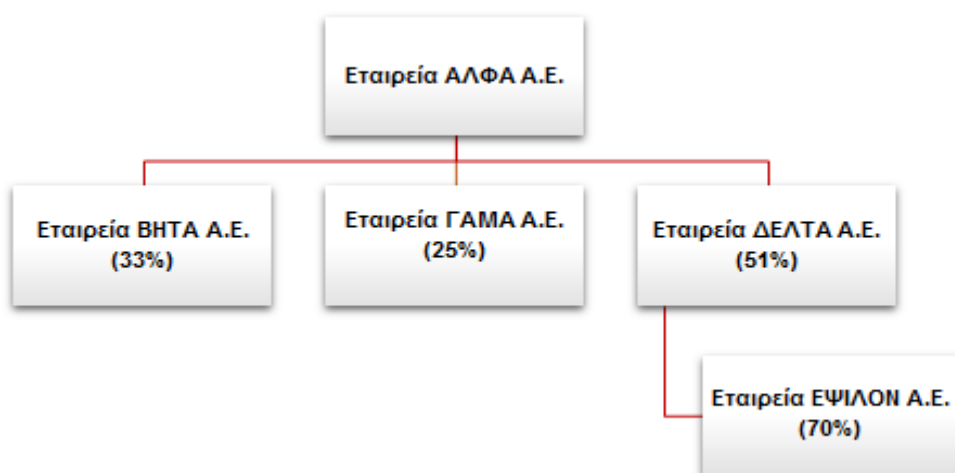 Εταιρεία ΑΛΦΑ Α.Ε.
Εταιρεία ΒΗΤΑ Α.Ε.
(33%)
Εταιρεία ΓΑΜΑ Α.Ε.
(25%)
Εταιρεία ΔΕΛΤΑ Α.Ε.
(51%)
Εταιρεία ΕΨΙΛΟΝ Α.Ε.
(70%)